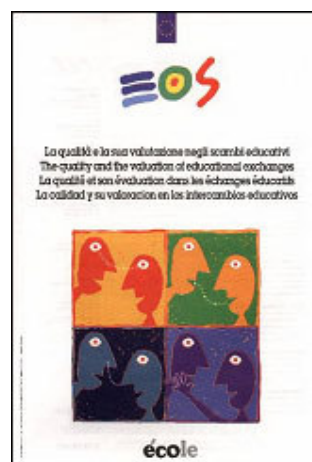 EOS
La qualità e la sua valutazione negli scambi educativi
The quality and the valuation of educational exchanges
La qualité et son évaluation dans les échanges éducatifs
La calidad y su valoracion en los intercambios educativos
école